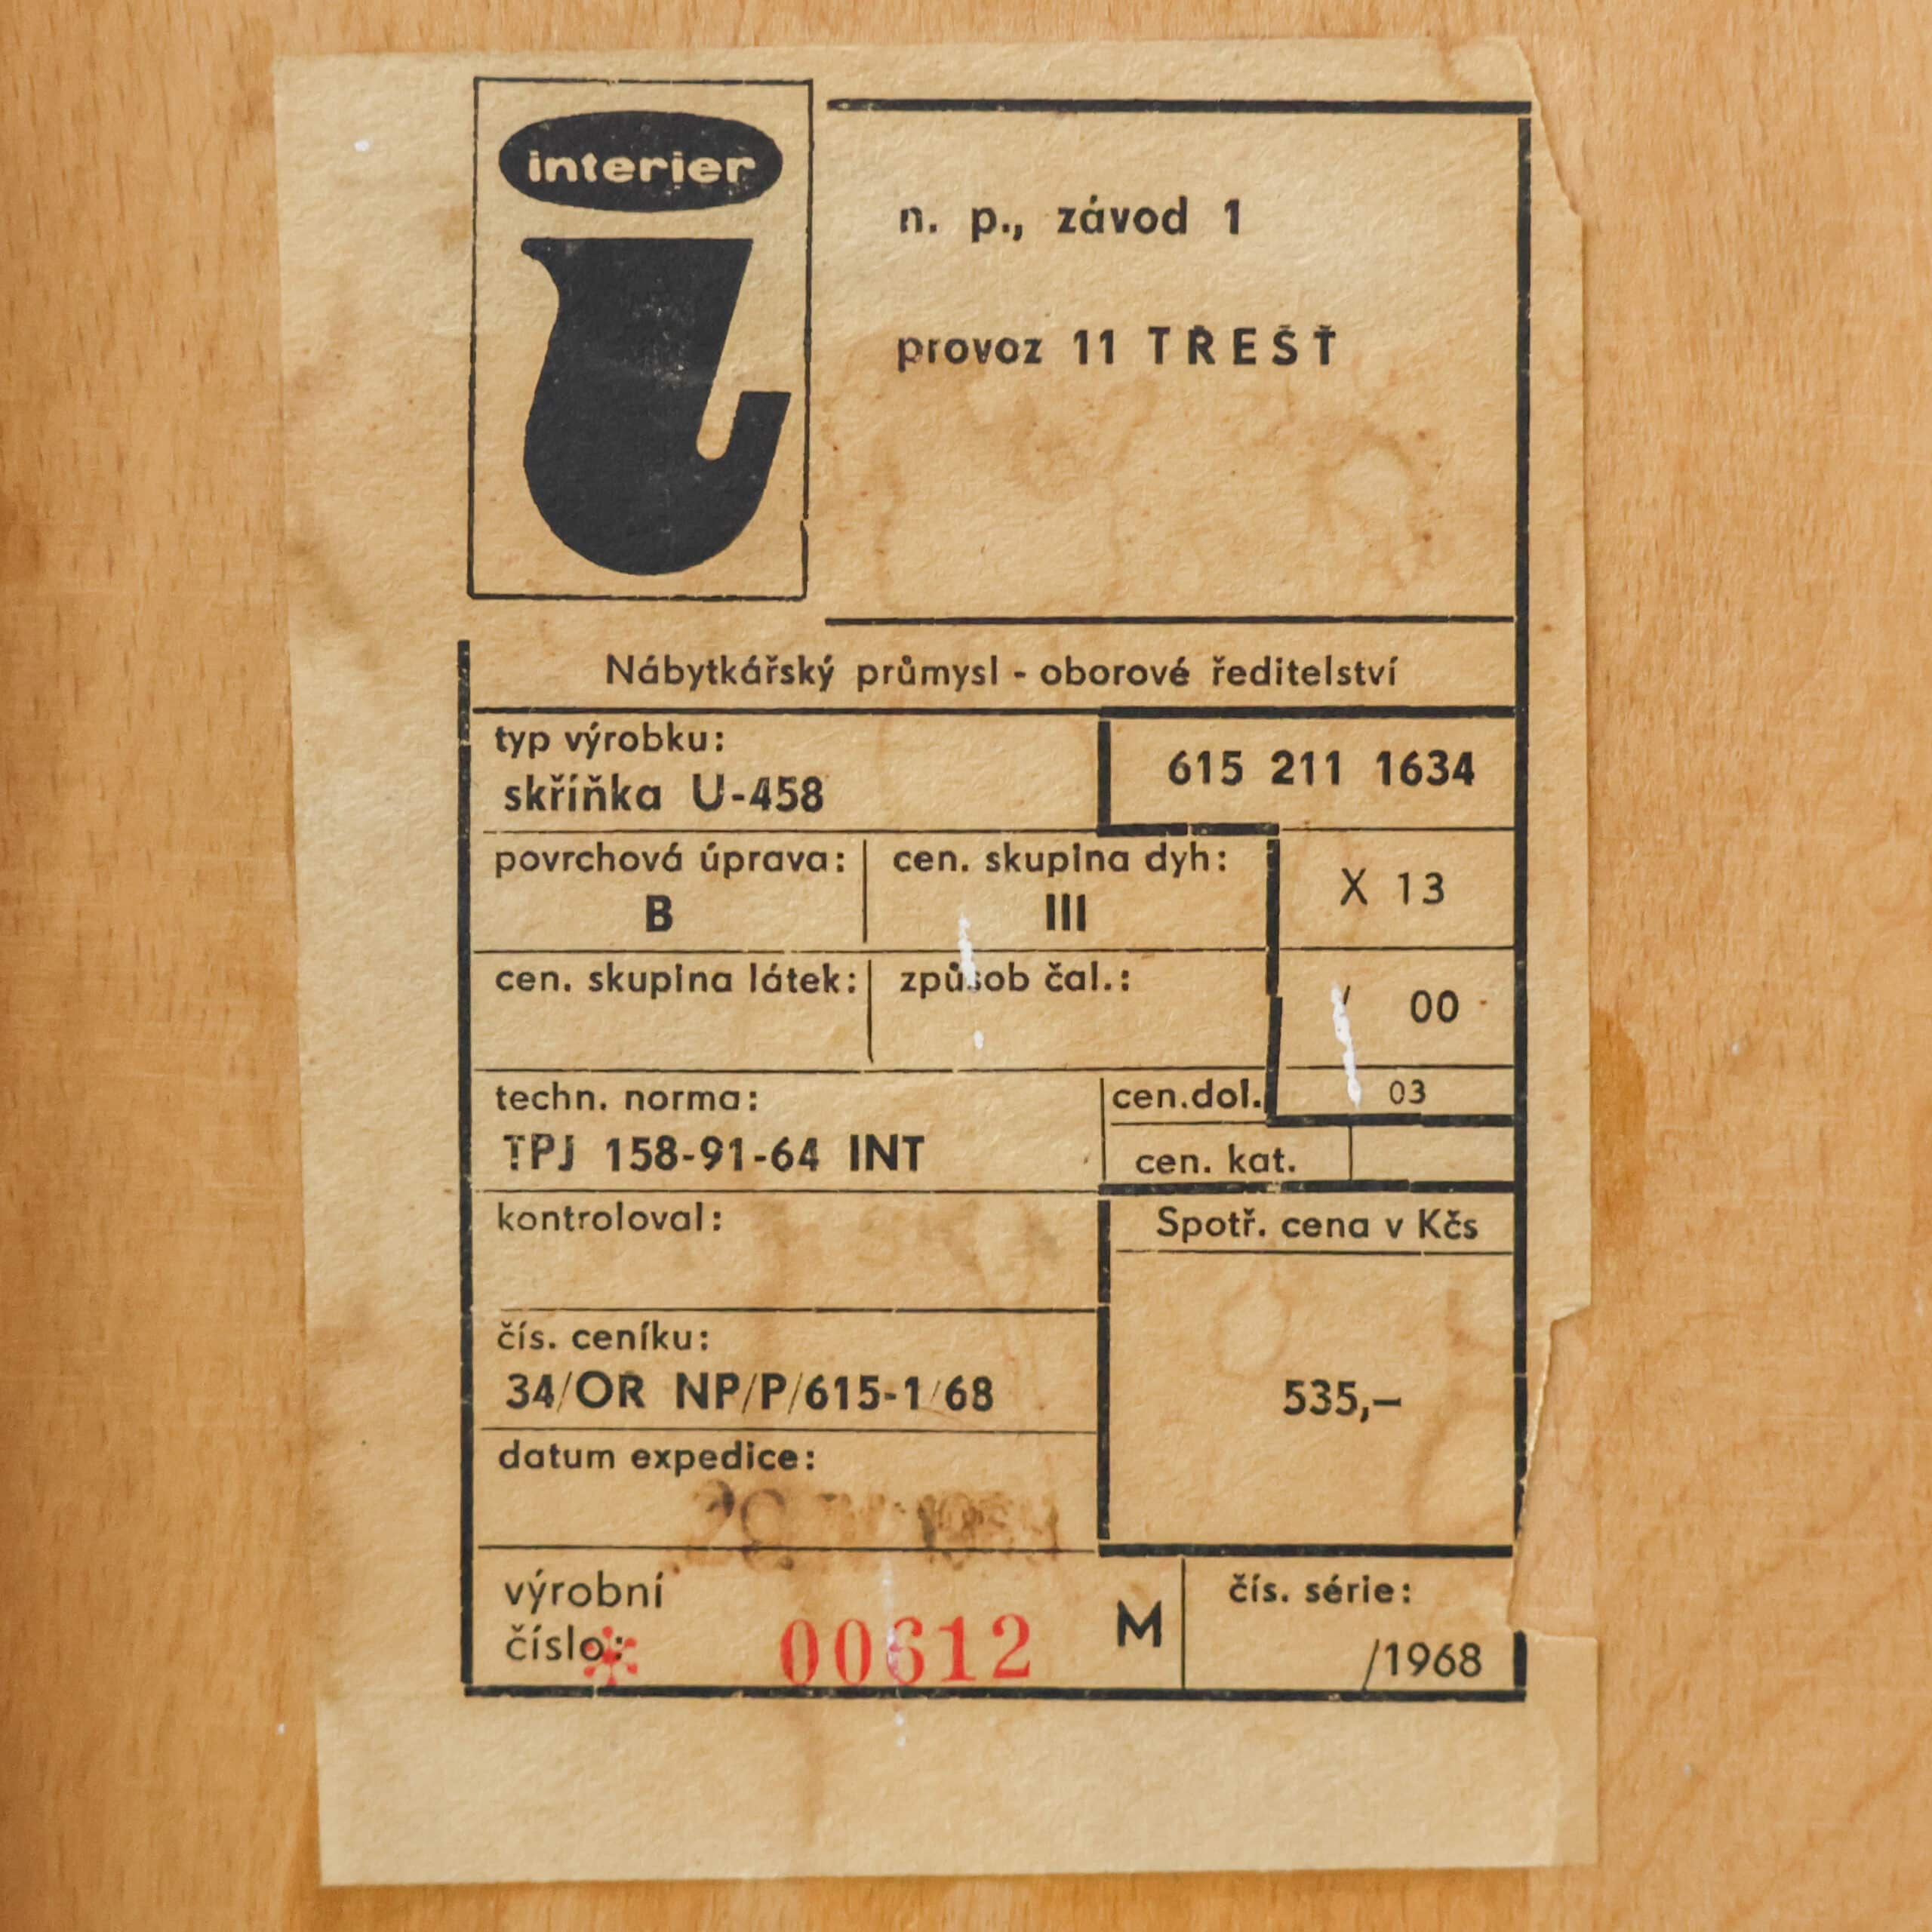 interier
n. p., závod 1
provoz 11 TŘEŠŤ
Nábytkářský průmysl - oborové ředitelství
typ výrobku:
skříňka U-458
615 211 1634
povrchová úprava:
B
cen. skupina dyh:
III
X 13
cen. skupina látek:
způsob čal.:
/ 00
techn. norma:
TPJ 158-91-64 INT
cen.dol.
03
cen. kat.
kontroloval:
Spotř. cena v Kčs
535,–
čís. ceníku:
34/OŘ NP/P/615-1/68
datum expedice:
výrobní
číslo:
* 00612
M
čís. série:
/1968